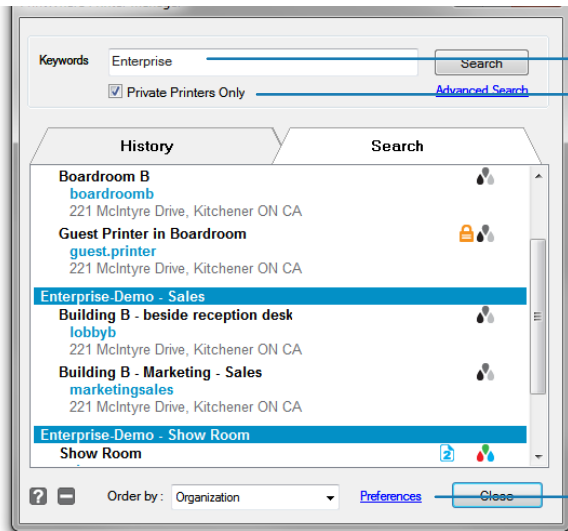 Keywords
Enterprise
Search
Private Printers Only
Advanced Search
History
Search
Boardroom B
boardroomb
221 McIntyre Drive, Kitchener ON CA
Guest Printer in Boardroom
guest.printer
221 McIntyre Drive, Kitchener ON CA
Enterprise-Demo - Sales
Building B - beside reception desk
lobbyb
221 McIntyre Drive, Kitchener ON CA
Building B - Marketing - Sales
marketingsales
221 McIntyre Drive, Kitchener ON CA
Enterprise-Demo - Show Room
Show Room
2
?
Order by :
Organization
Preferences
Close